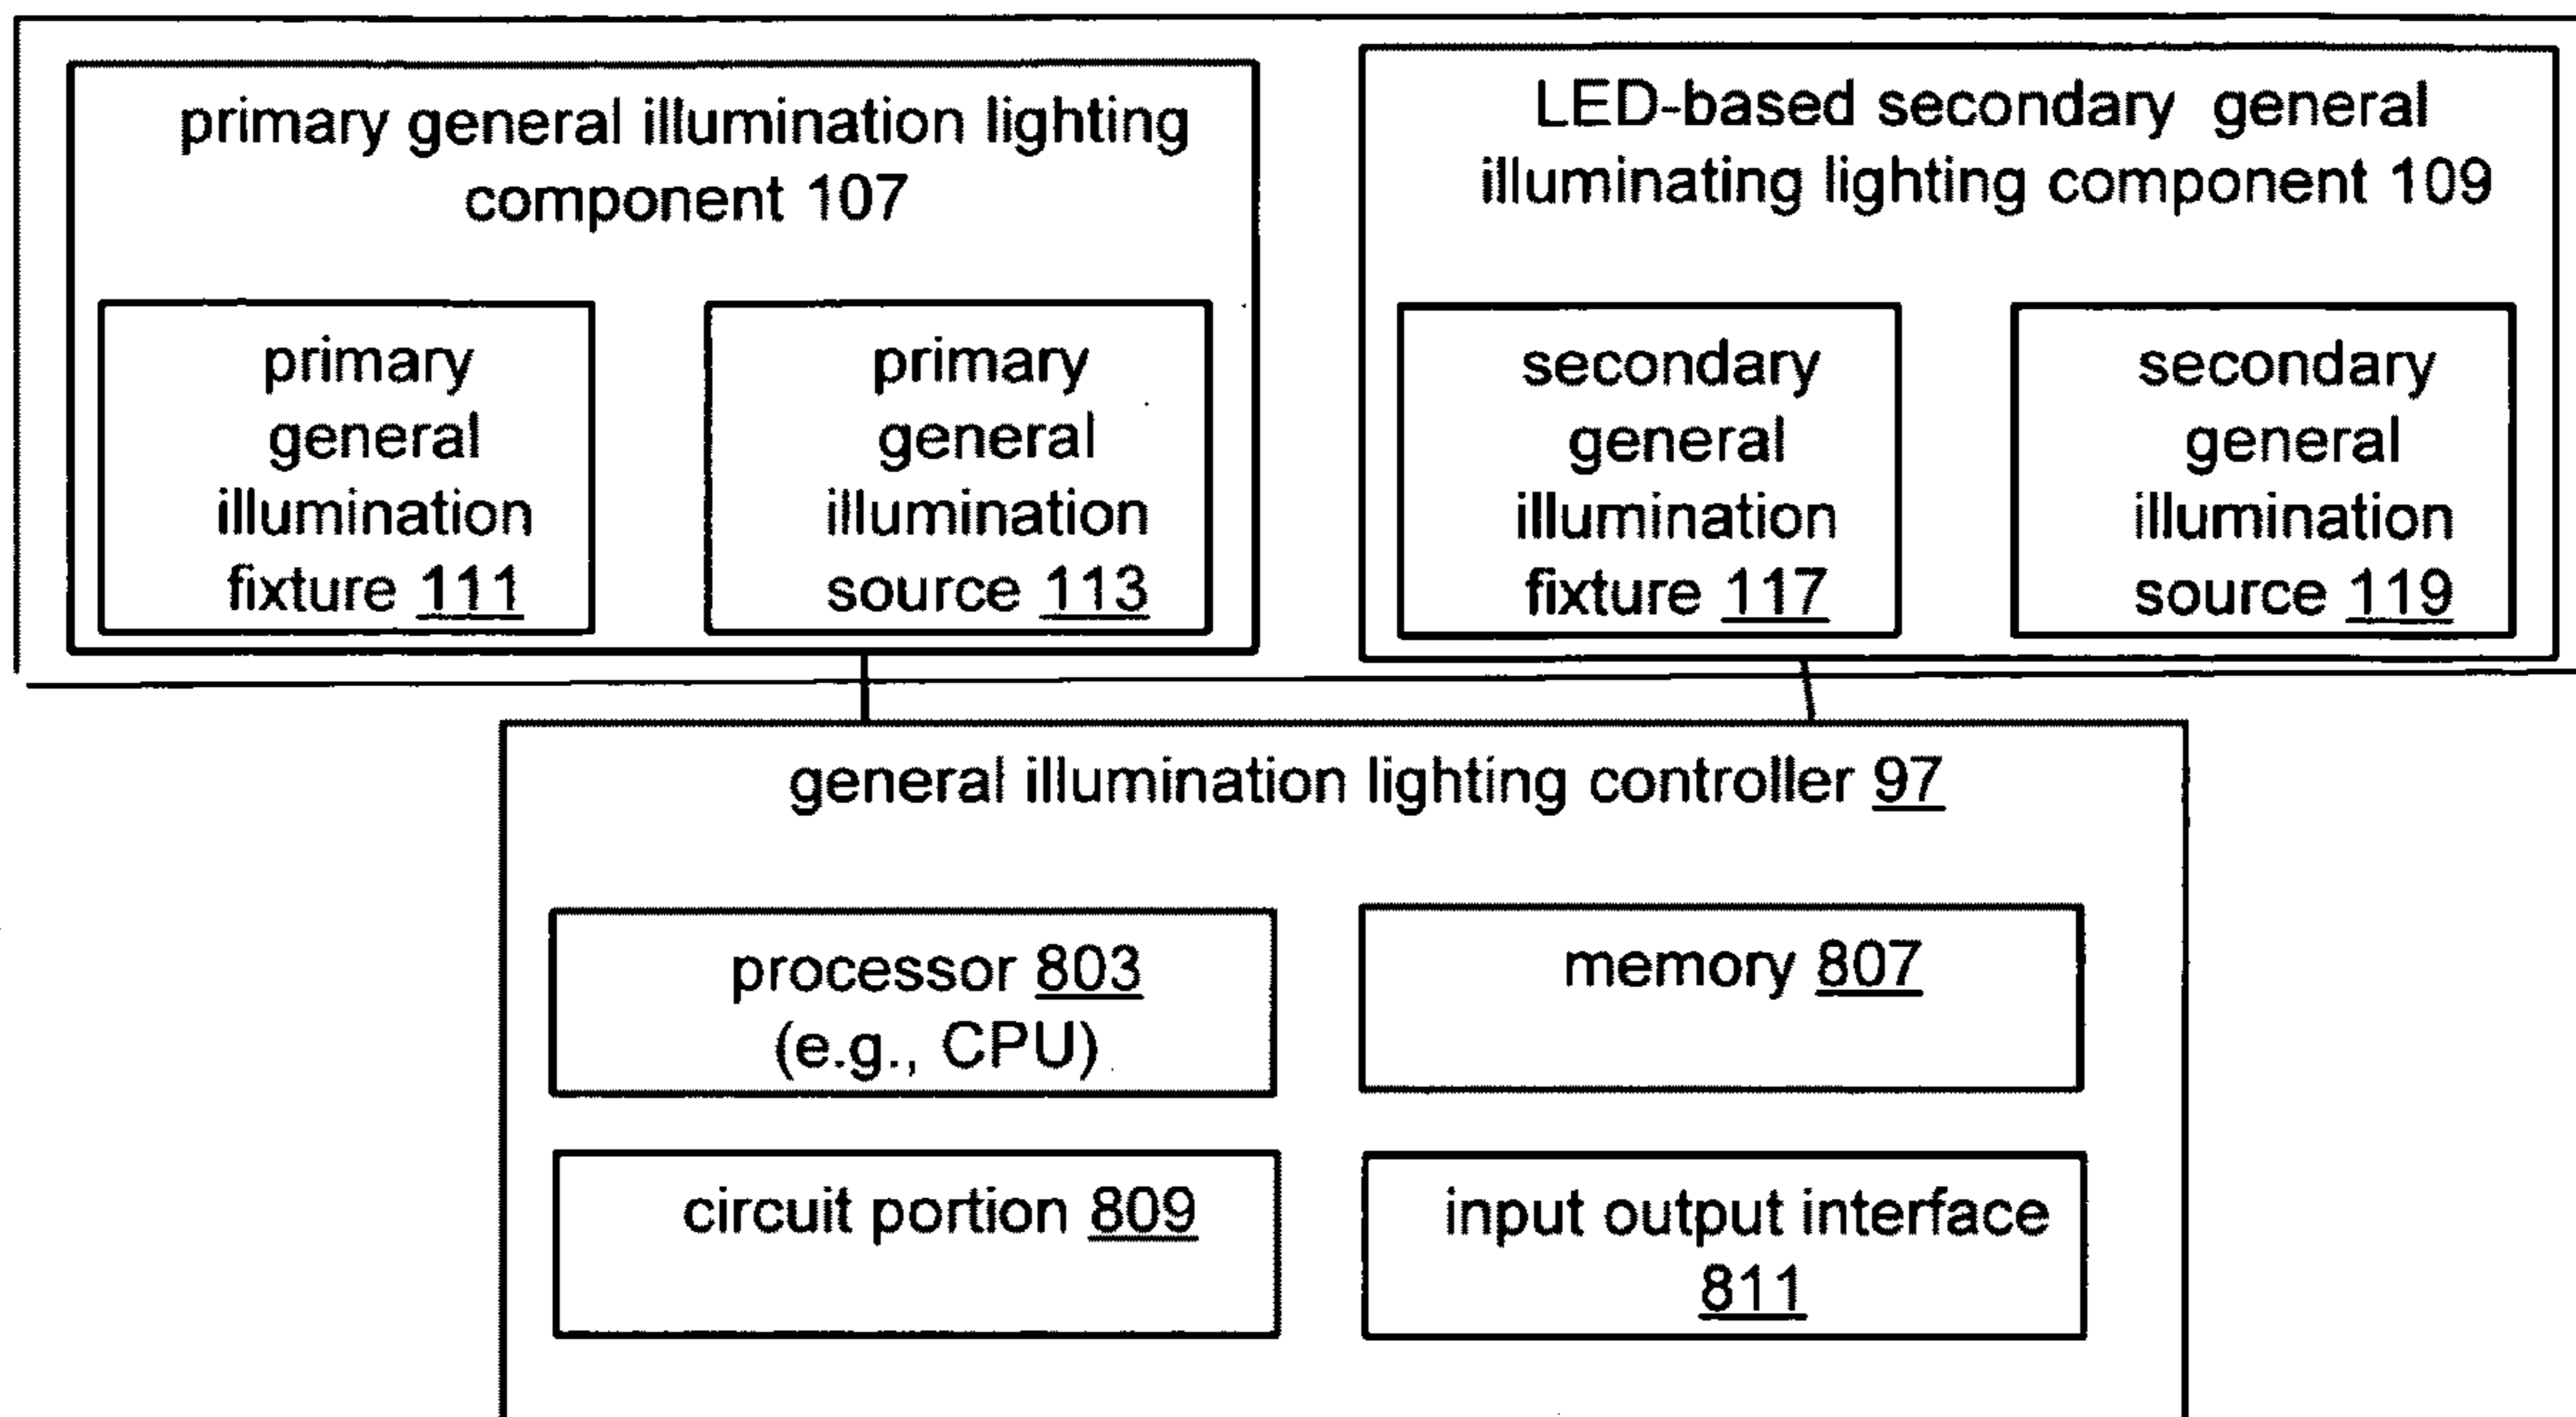 primary general illumination lighting
component 107
primary
general
illumination
fixture 111
primary
general
illumination
source 113
LED-based secondary general
illuminating lighting component 109
secondary
general
illumination
fixture 117
secondary
general
illumination
source 119
general illumination lighting controller 97
processor 803
(e.g., CPU)
memory 807
circuit portion 809
input output interface
811